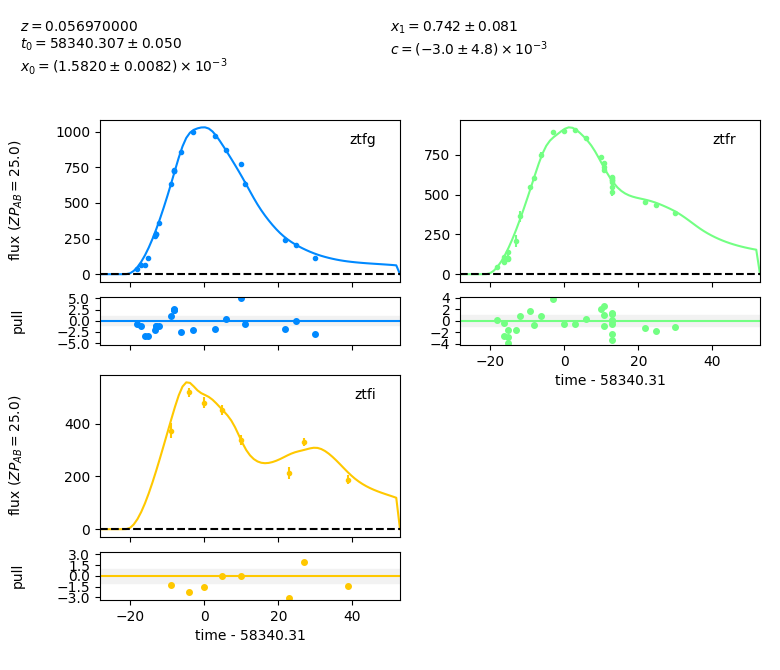 z = 0.056970000
t₀ = 58340.307 ± 0.050
x₀ = (1.5820 ± 0.0082) × 10⁻³
x₁ = 0.742 ± 0.081
c = (−3.0 ± 4.8) × 10⁻³
ztfg
1000
750
500
250
0
flux (ZP_AB = 25.0)
5.0
2.5
0.0
−2.5
−5.0
pull
ztfr
750
500
250
0
4
2
0
−2
−4
−20 0 20 40
time - 58340.31
ztfi
400
200
0
flux (ZP_AB = 25.0)
3.0
1.5
0.0
−1.5
−3.0
pull
−20 0 20 40
time - 58340.31